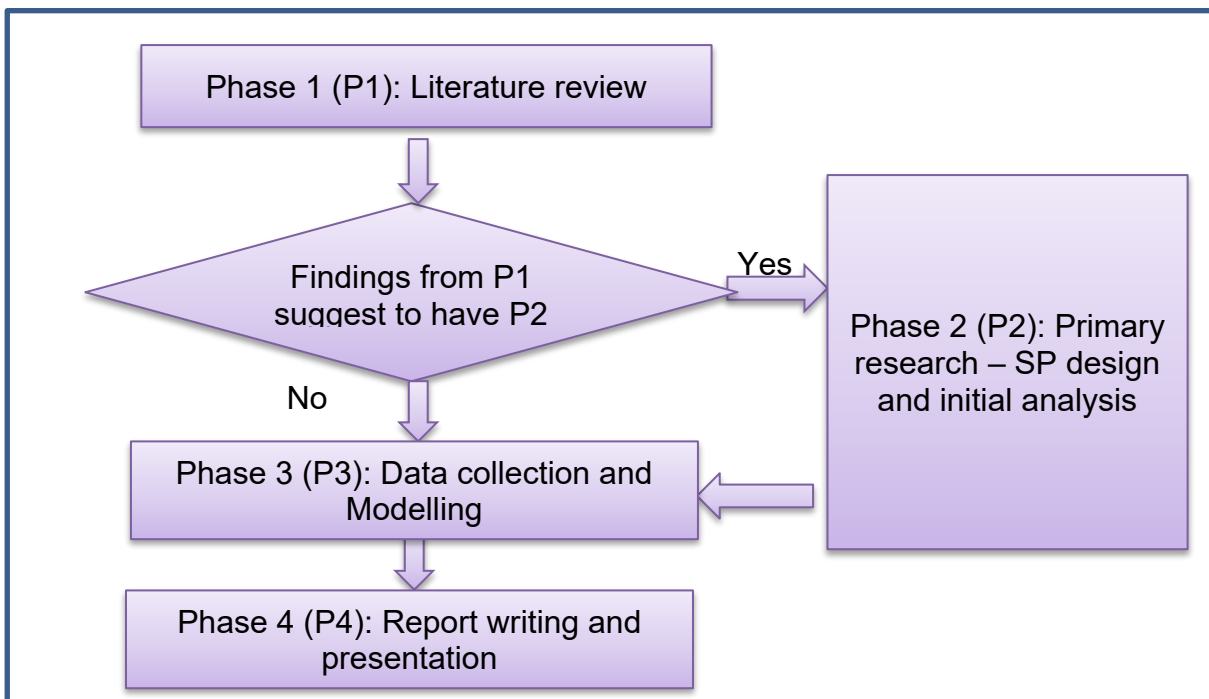 Phase 1 (P1): Literature review
Findings from P1
suggest to have P2
Yes
Phase 2 (P2): Primary
research – SP design
and initial analysis
No
Phase 3 (P3): Data collection and
Modelling
Phase 4 (P4): Report writing and
presentation